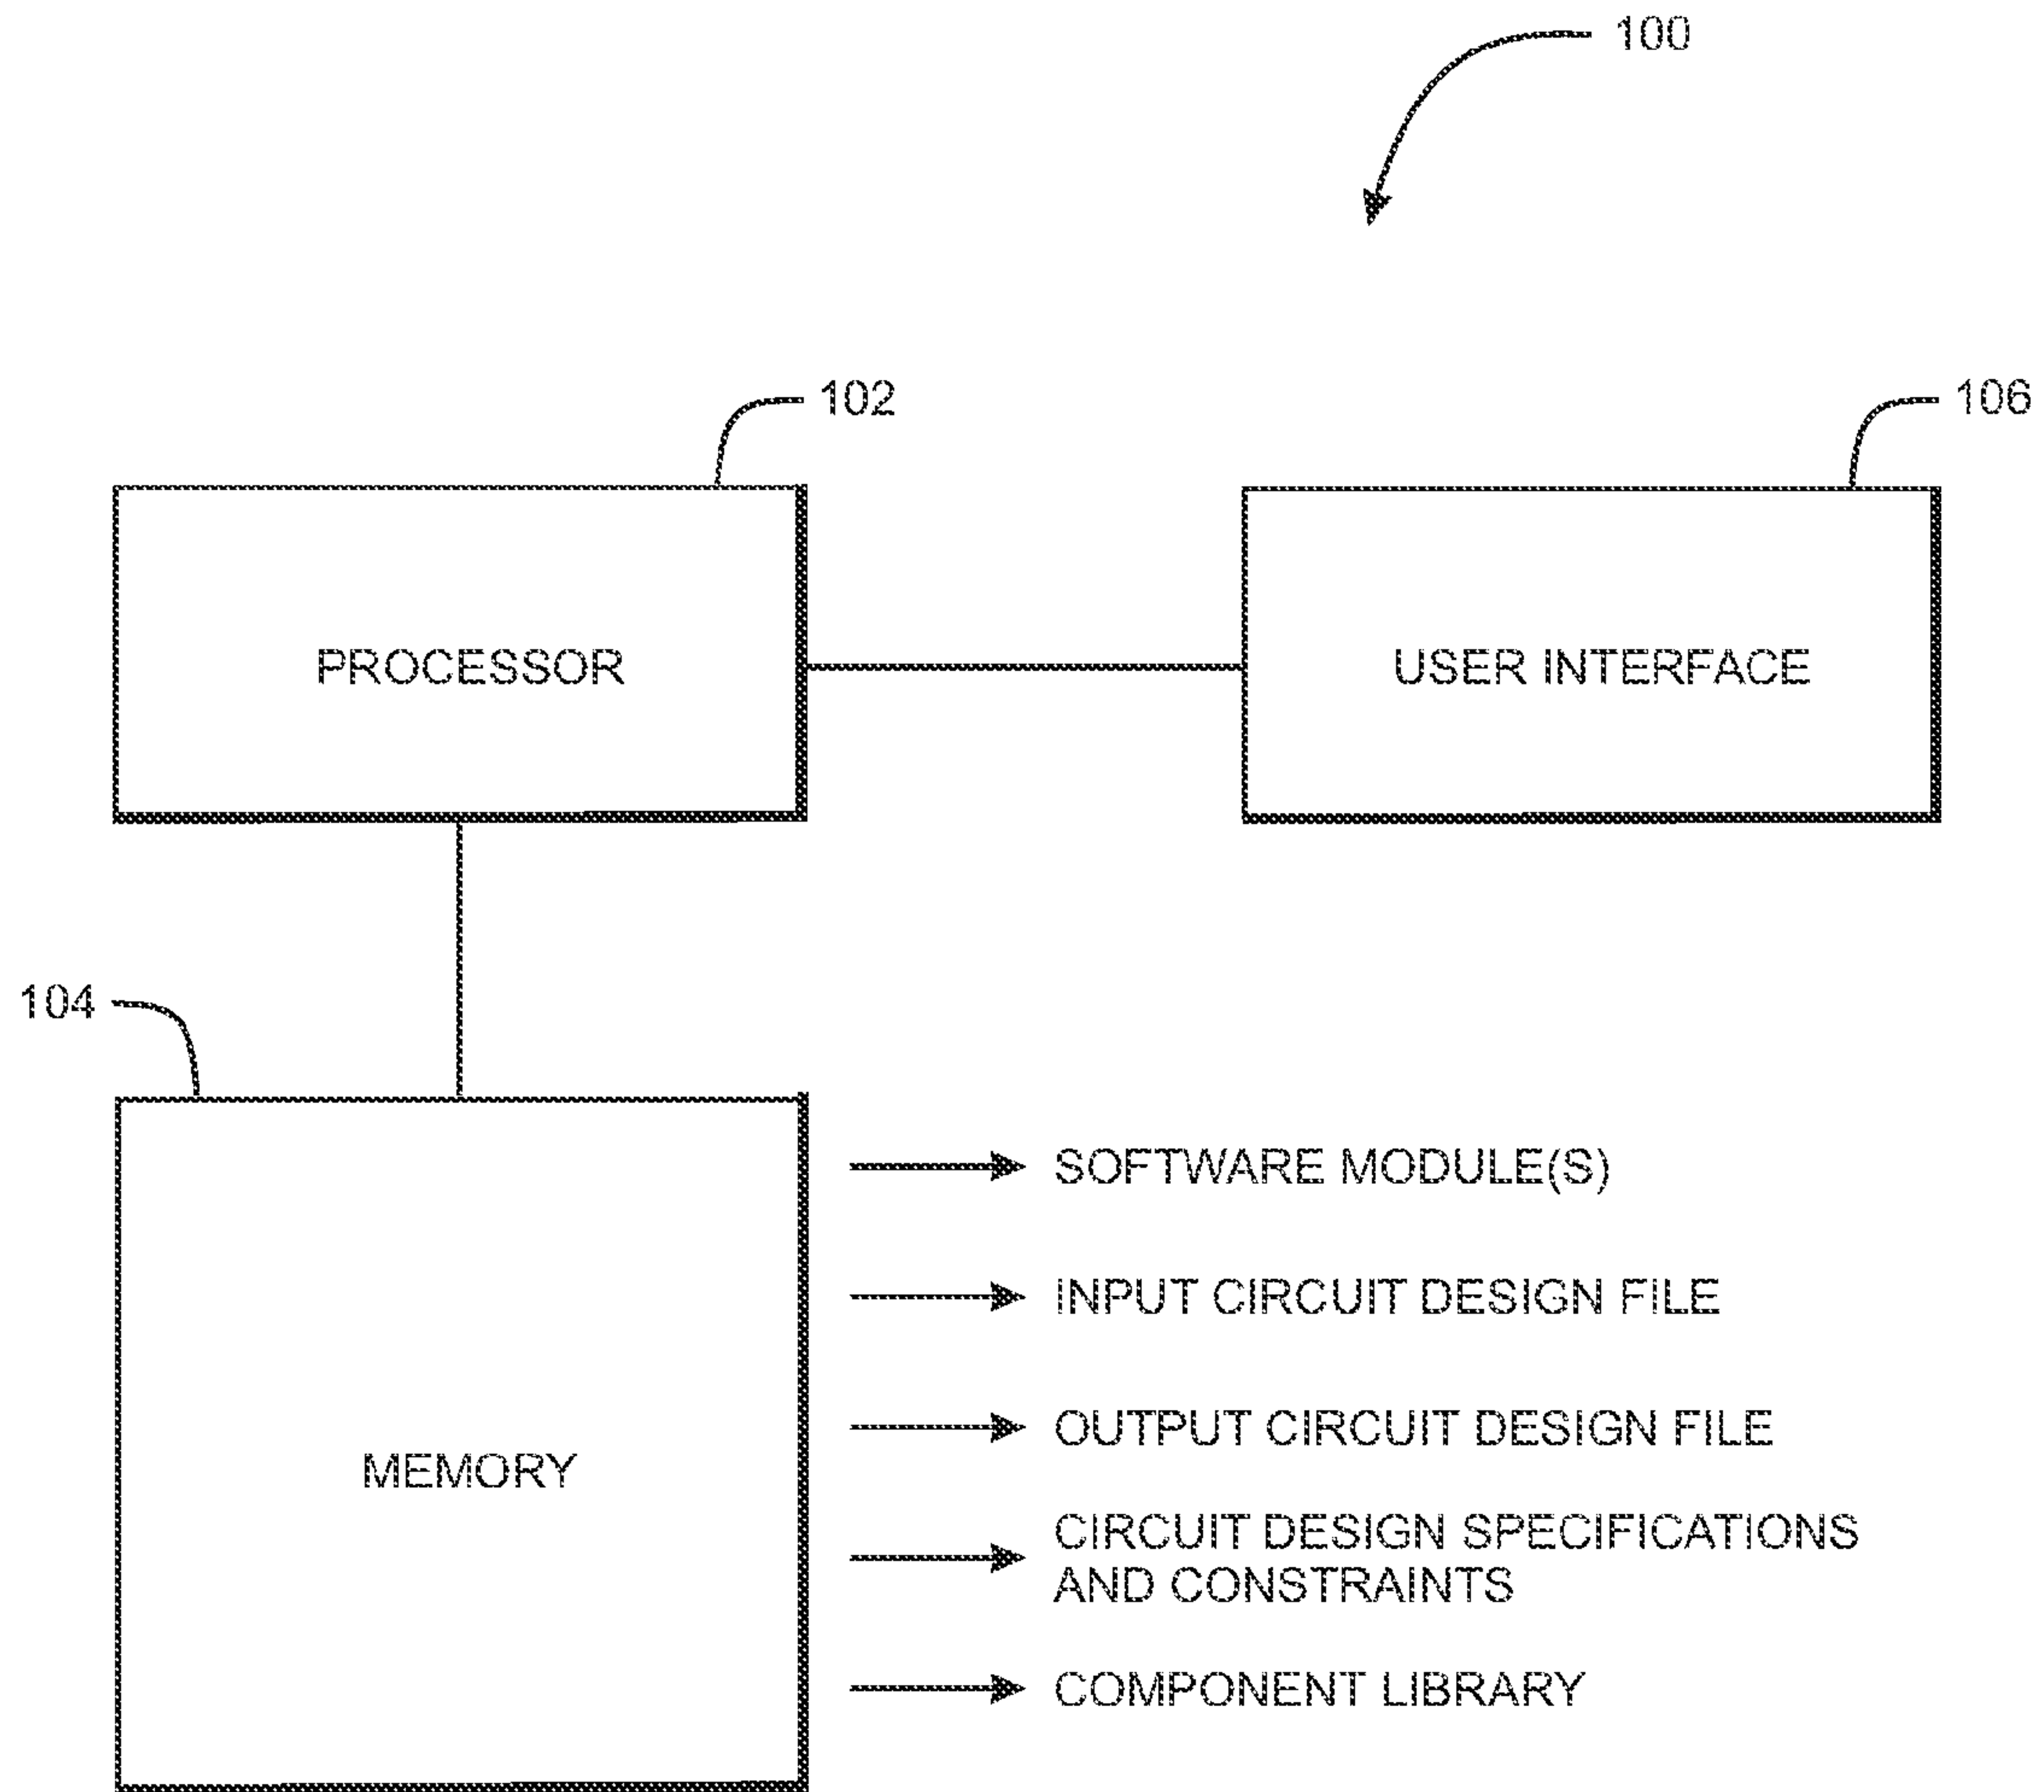 100
102
106
PROCESSOR
USER INTERFACE
104
MEMORY
SOFTWARE MODULE(S)
INPUT CIRCUIT DESIGN FILE
OUTPUT CIRCUIT DESIGN FILE
CIRCUIT DESIGN SPECIFICATIONS
AND CONSTRAINTS
COMPONENT LIBRARY